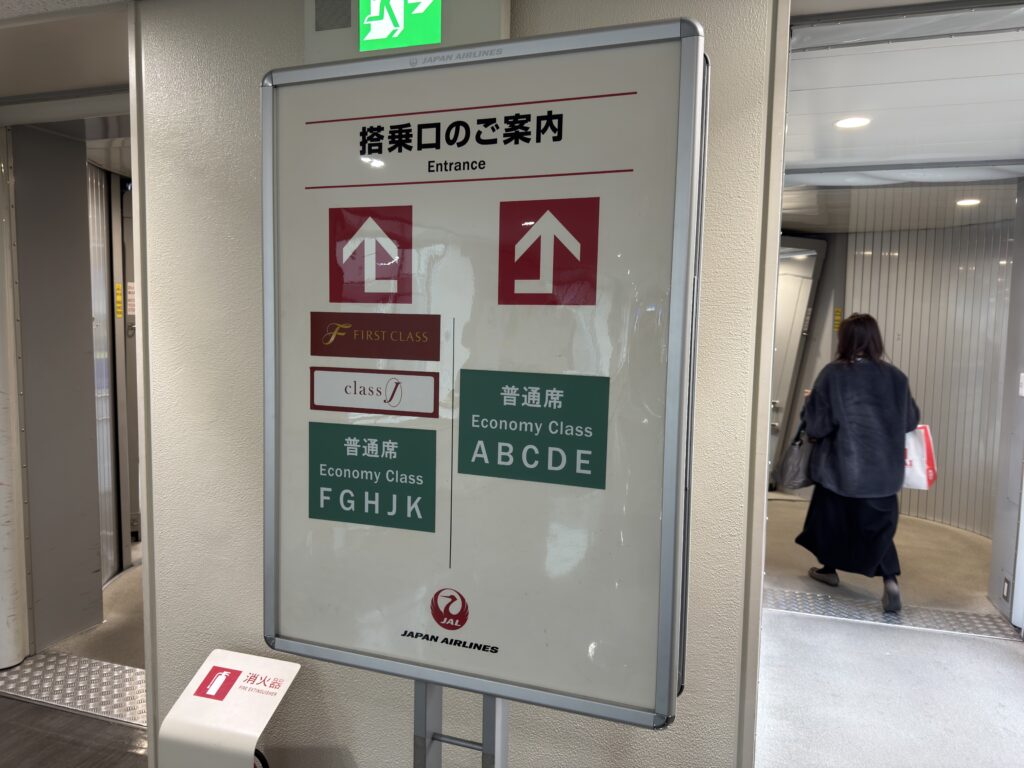 JAPAN AIRLINES
搭乗口のご案内
Entrance
FIRST CLASS
class J
普通席
Economy Class
FGHJK
普通席
Economy Class
ABCDE
JAL
JAPAN AIRLINES
消火器
FIRE EXTINGUISHER